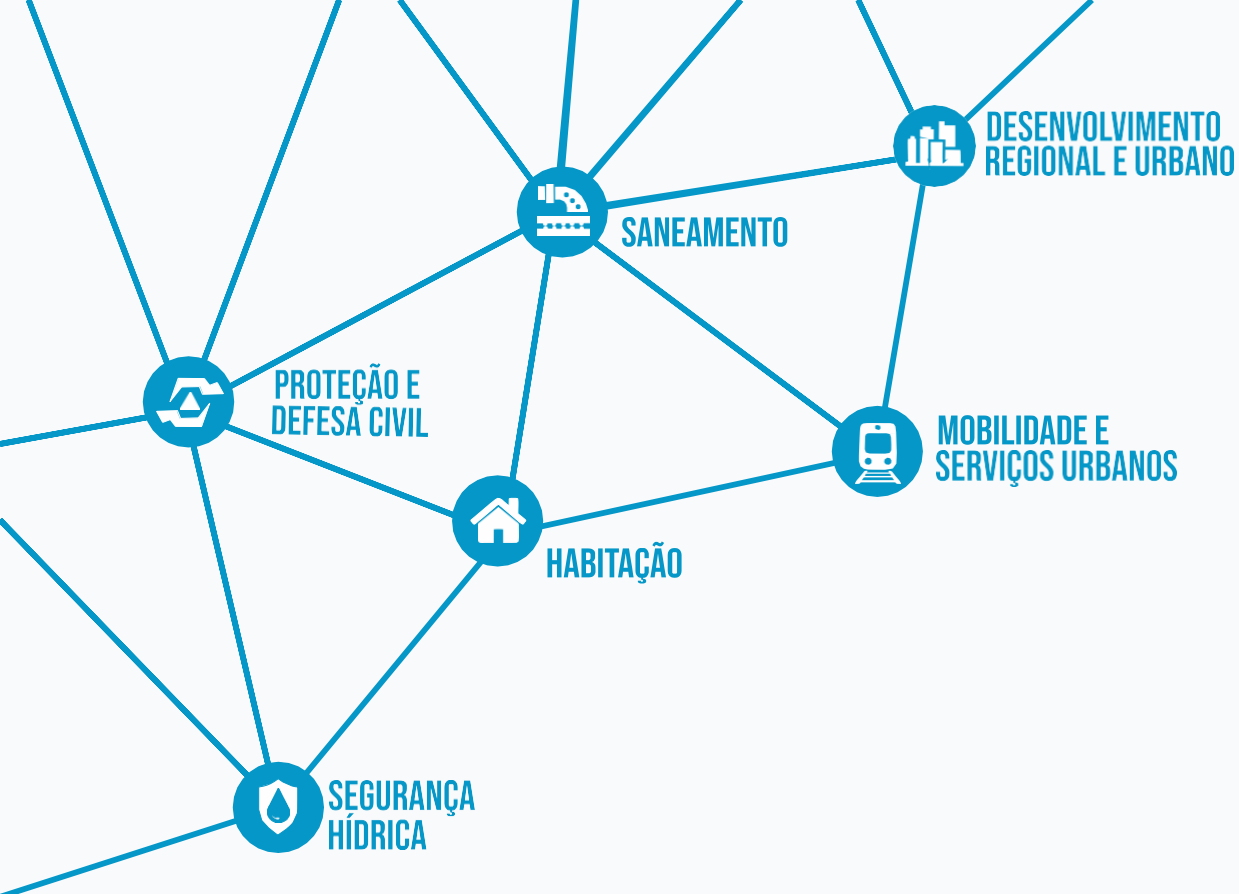 DESENVOLVIMENTO
REGIONAL E URBANO
SANEAMENTO
PROTEÇÃO E
DEFESA CIVIL
MOBILIDADE E
SERVIÇOS URBANOS
HABITAÇÃO
SEGURANÇA
HÍDRICA